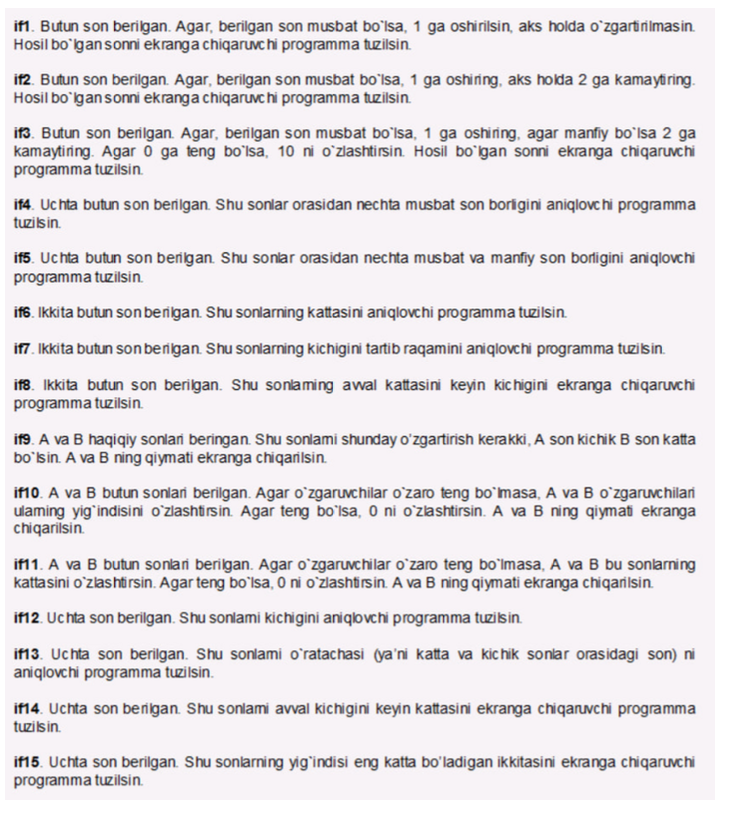 if1. Butun son berilgan. Agar, berilgan son musbat bo`lsa, 1 ga oshirilsin, aks holda o`zgartirilmasin.
Hosil bo`lgan sonni ekranga chiqaruvchi programma tuzilsin.
if2. Butun son berilgan. Agar, berilgan son musbat bo`lsa, 1 ga oshiring, aks holda 2 ga kamaytiring.
Hosil bo`lgan sonni ekranga chiqaruvchi programma tuzilsin.
if3. Butun son berilgan. Agar, berilgan son musbat bo`lsa, 1 ga oshiring, agar manfiy bo`lsa 2 ga
kamaytiring. Agar 0 ga teng bo`lsa, 10 ni o`zlashtirsin. Hosil bo`lgan sonni ekranga chiqaruvchi
programma tuzilsin.
if4. Uchta butun son berilgan. Shu sonlar orasidan nechta musbat son borligini aniqlovchi programma
tuzilsin.
if5. Uchta butun son berilgan. Shu sonlar orasidan nechta musbat va manfiy son borligini aniqlovchi
programma tuzilsin.
if6. Ikkita butun son berilgan. Shu sonlarning kattasini aniqlovchi programma tuzilsin.
if7. Ikkita butun son berilgan. Shu sonlarning kichigini tartib raqamini aniqlovchi programma tuzilsin.
if8. Ikkita butun son berilgan. Shu sonlarning avval kattasini keyin kichigini ekranga chiqaruvchi
programma tuzilsin.
if9. A va B haqiqiy sonlari beringan. Shu sonlarni shunday o'zgartirish kerakki, A son kichik B son katta
bo`lsin. A va B ning qiymati ekranga chiqarilsin.
if10. A va B butun sonlari berilgan. Agar o`zgaruvchilar o`zaro teng bo`lmasa, A va B o`zgaruvchilari
ularning yig`indisini o`zlashtirsin. Agar teng bo`lsa, 0 ni o`zlashtirsin. A va B ning qiymati ekranga
chiqarilsin.
if11. A va B butun sonlari berilgan. Agar o`zgaruvchilar o`zaro teng bo`lmasa, A va B bu sonlarning
kattasini o`zlashtirsin. Agar teng bo`lsa, 0 ni o`zlashtirsin. A va B ning qiymati ekranga chiqarilsin.
if12. Uchta son berilgan. Shu sonlarni kichigini aniqlovchi programma tuzilsin.
if13. Uchta son berilgan. Shu sonlarni o`ratachasi (ya'ni katta va kichik sonlar orasidagi son) ni
aniqlovchi programma tuzilsin.
if14. Uchta son berilgan. Shu sonlarni avval kichigini keyin kattasini ekranga chiqaruvchi programma
tuzilsin.
if15. Uchta son berilgan. Shu sonlarning yig`indisi eng katta bo'ladigan ikkitasini ekranga chiqaruvchi
programma tuzilsin.